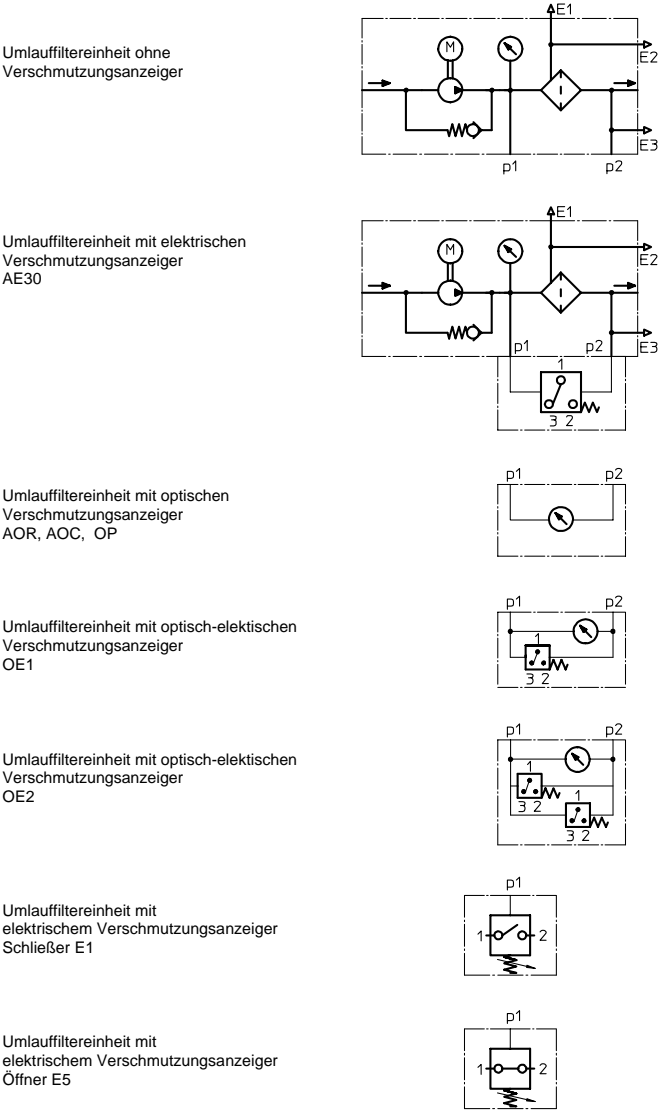 E1
Umlauffiltereinheit ohne
Verschmutzungsanzeiger
M
E2
E3
p1 p2
E1
Umlauffiltereinheit mit elektrischen
Verschmutzungsanzeiger
AE30
M
E2
E3
p1 p2
1
3 2
Umlauffiltereinheit mit optischen
Verschmutzungsanzeiger
AOR, AOC, OP
p1 p2
Umlauffiltereinheit mit optisch-elektischen
Verschmutzungsanzeiger
OE1
p1 p2
1
3 2
Umlauffiltereinheit mit optisch-elektischen
Verschmutzungsanzeiger
OE2
p1 p2
1
3 2
1
3 2
Umlauffiltereinheit mit
elektrischem Verschmutzungsanzeiger
Schließer E1
p1
1 2
Umlauffiltereinheit mit
elektrischem Verschmutzungsanzeiger
Öffner E5
p1
1 2